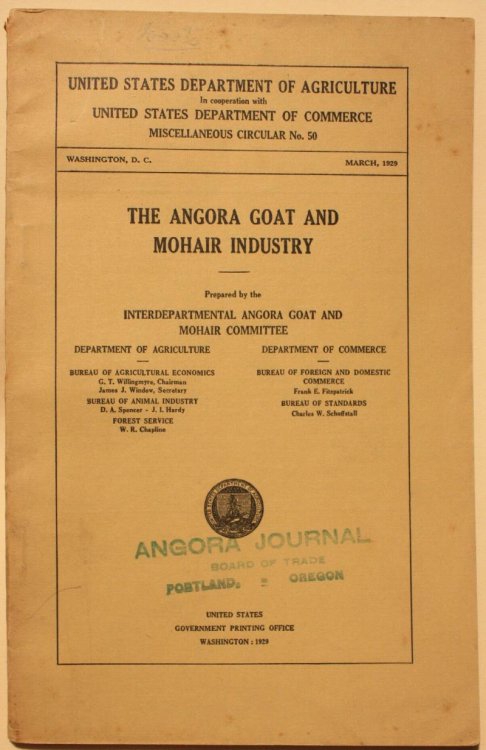 UNITED STATES DEPARTMENT OF AGRICULTURE
In cooperation with
UNITED STATES DEPARTMENT OF COMMERCE
MISCELLANEOUS CIRCULAR No. 50
WASHINGTON, D. C. MARCH, 1929
THE ANGORA GOAT AND
MOHAIR INDUSTRY
Prepared by the
INTERDEPARTMENTAL ANGORA GOAT AND
MOHAIR COMMITTEE
DEPARTMENT OF AGRICULTURE
BUREAU OF AGRICULTURAL ECONOMICS
G. T. Willingmyre, Chairman
James J. Window, Secretary
BUREAU OF ANIMAL INDUSTRY
D. A. Spencer - J. I. Hardy
FOREST SERVICE
W. R. Chapline
DEPARTMENT OF COMMERCE
BUREAU OF FOREIGN AND DOMESTIC
COMMERCE
Frank E. Fitzpatrick
BUREAU OF STANDARDS
Charles W. Schoffstall
ANGORA JOURNAL
BOARD OF TRADE
PORTLAND, = OREGON
UNITED STATES
GOVERNMENT PRINTING OFFICE
WASHINGTON : 1929